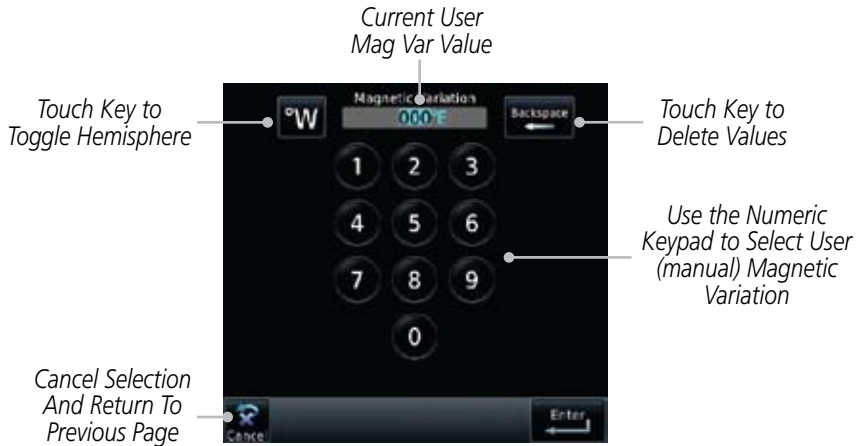 Current User
Mag Var Value
Touch Key to
Toggle Hemisphere
°W
Magnetic Variation
000°E
Backspace
Touch Key to
Delete Values
1 2 3
4 5 6
7 8 9
0
Use the Numeric
Keypad to Select User
(manual) Magnetic
Variation
Cancel Selection
And Return To
Previous Page
Cancel
Enter